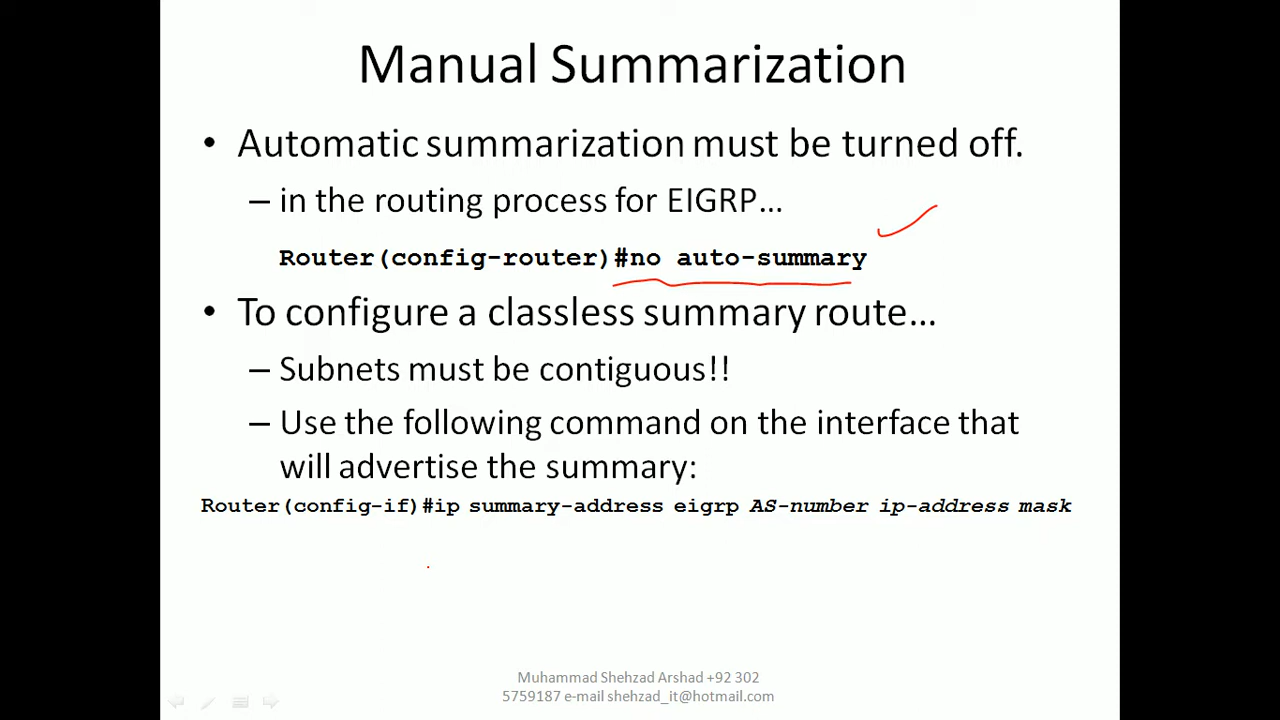 Manual Summarization
• Automatic summarization must be turned off.
– in the routing process for EIGRP…
Router(config-router)#no auto-summary
• To configure a classless summary route…
– Subnets must be contiguous!!
– Use the following command on the interface that
will advertise the summary:
Router(config-if)#ip summary-address eigrp AS-number ip-address mask
Muhammad Shehzad Arshad +92 302
5759187 e-mail shehzad_it@hotmail.com